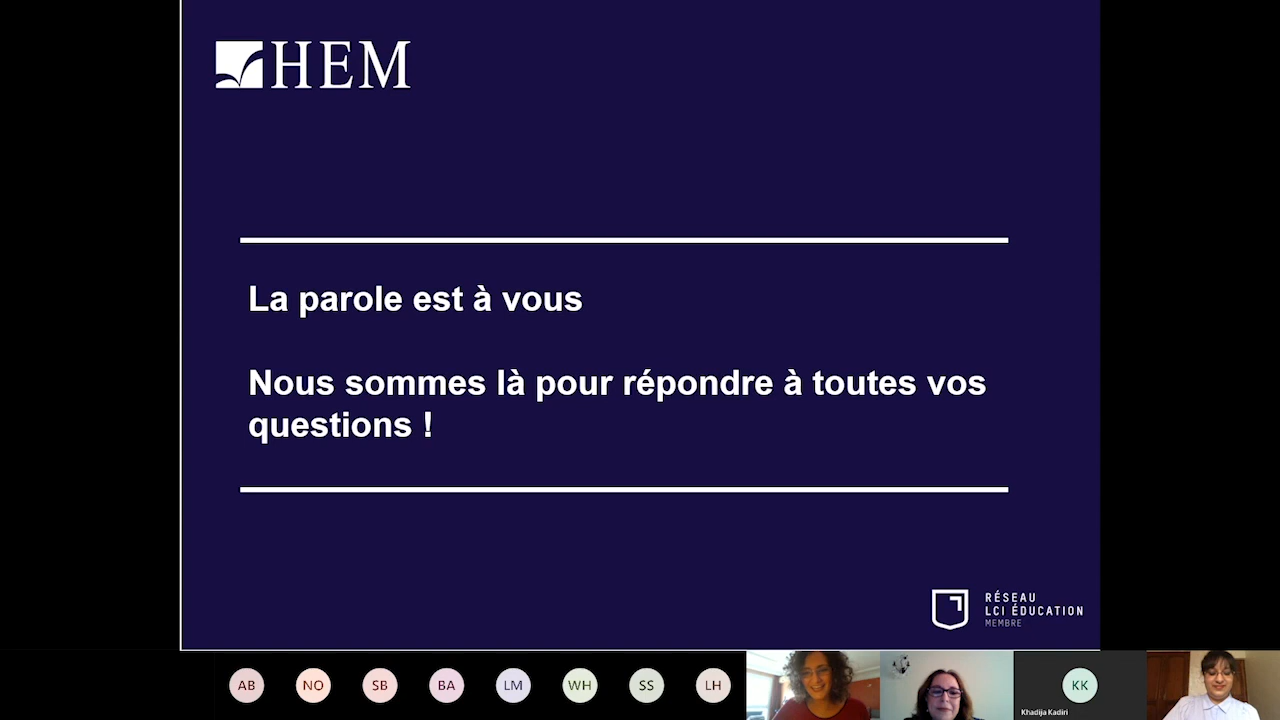 HEM
La parole est à vous
Nous sommes là pour répondre à toutes vos
questions !
RÉSEAU
LCI ÉDUCATION
MEMBRE
AB NO SB BA LM WH SS LH KK
Khadija Kadiri